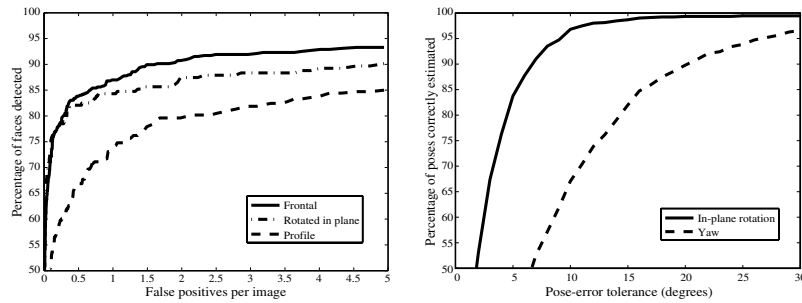 Percentage of faces detected
100
95
90
85
80
75
70
65
60
55
50
0 0.5 1 1.5 2 2.5 3 3.5 4 4.5 5
False positives per image
Frontal
Rotated in plane
Profile
Percentage of poses correctly estimated
100
95
90
85
80
75
70
65
60
55
50
0 5 10 15 20 25 30
Pose-error tolerance (degrees)
In-plane rotation
Yaw